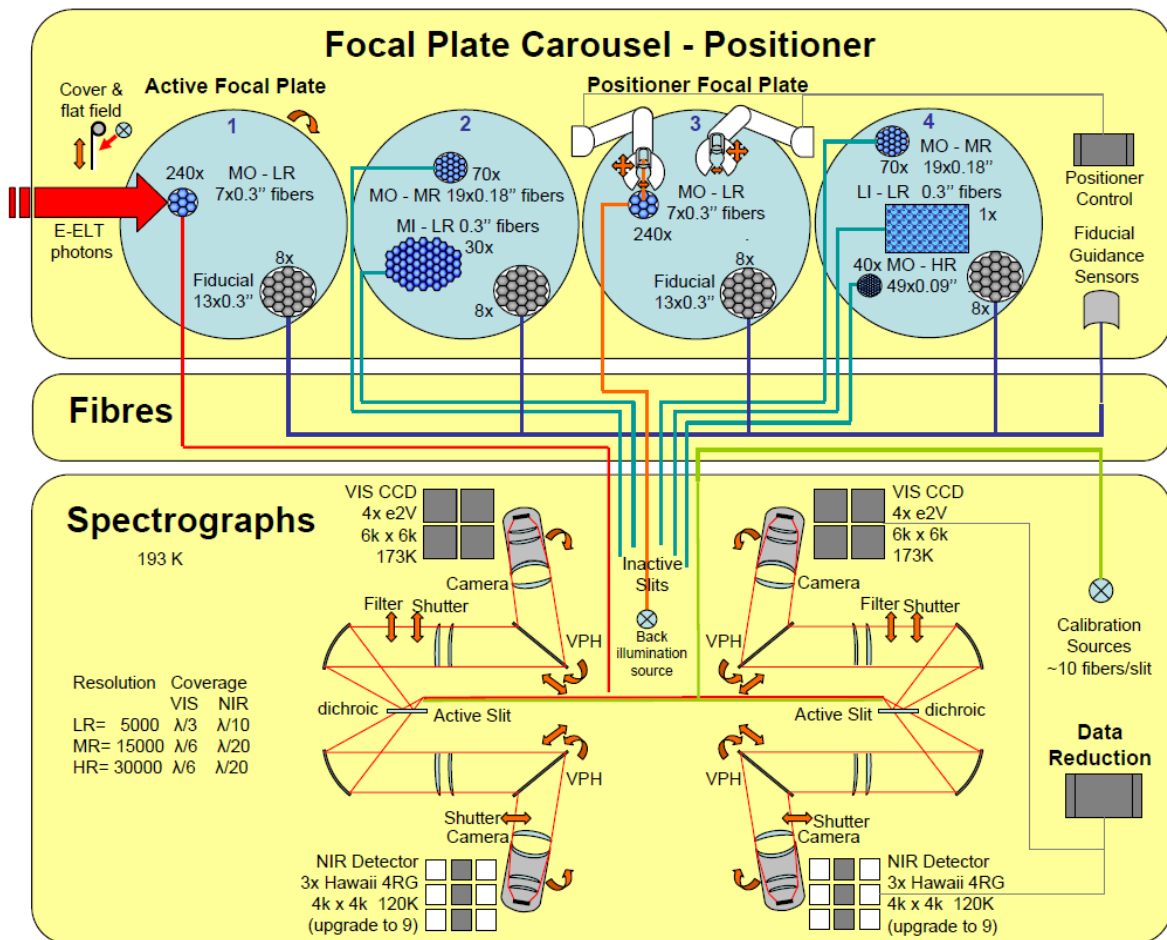 Focal Plate Carousel - Positioner
Cover &
flat field
Active Focal Plate
Positioner Focal Plate
1
240x
MO - LR
7x0.3’’ fibers
E-ELT
photons
8x
Fiducial
13x0.3’’
2
70x
MO - MR 19x0.18’’ fibers
MI - LR 0.3’’ fibers
30x
8x
3
MO - LR
7x0.3’’ fibers
240x
8x
Fiducial
13x0.3’’
4
MO - MR
70x
19x0.18’’
LI - LR 0.3’’ fibers
1x
40x MO - HR
49x0.09’’
8x
Positioner
Control
Fiducial
Guidance
Sensors
Fibres
Spectrographs
193 K
VIS CCD
4x e2V
6k x 6k
173K
Camera
Filter
Shutter
VPH
Inactive
Slits
Back
illumination
source
VIS CCD
4x e2V
6k x 6k
173K
Camera
Filter
Shutter
VPH
Calibration
Sources
~10 fibers/slit
Resolution Coverage
VIS NIR
LR= 5000 λ/3 λ/10
MR= 15000 λ/6 λ/20
HR= 30000 λ/6 λ/20
dichroic
Active Slit
Active Slit
dichroic
VPH
Shutter
Camera
NIR Detector
3x Hawaii 4RG
4k x 4k 120K
(upgrade to 9)
VPH
Shutter
Camera
NIR Detector
3x Hawaii 4RG
4k x 4k 120K
(upgrade to 9)
Data
Reduction